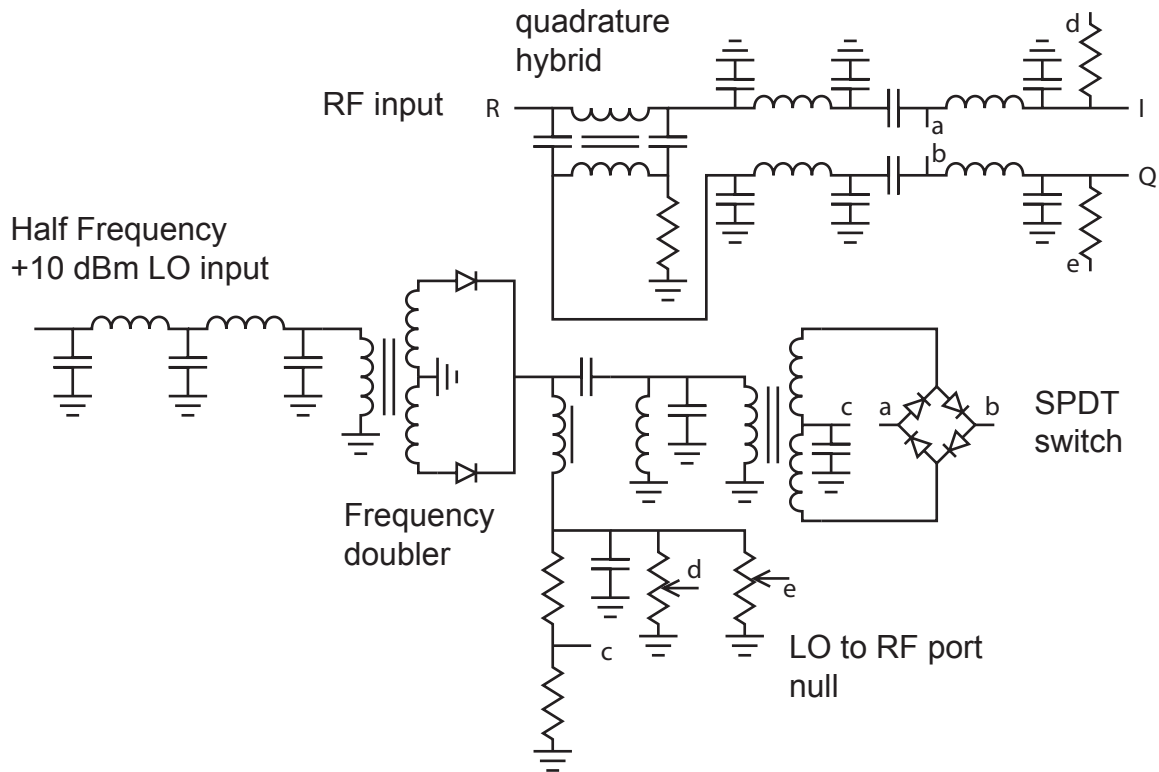 quadrature
hybrid
d
RF input
R
I
a
b
Q
e
Half Frequency
+10 dBm LO input
c
a
b
SPDT
switch
Frequency
doubler
d
e
c
LO to RF port
null